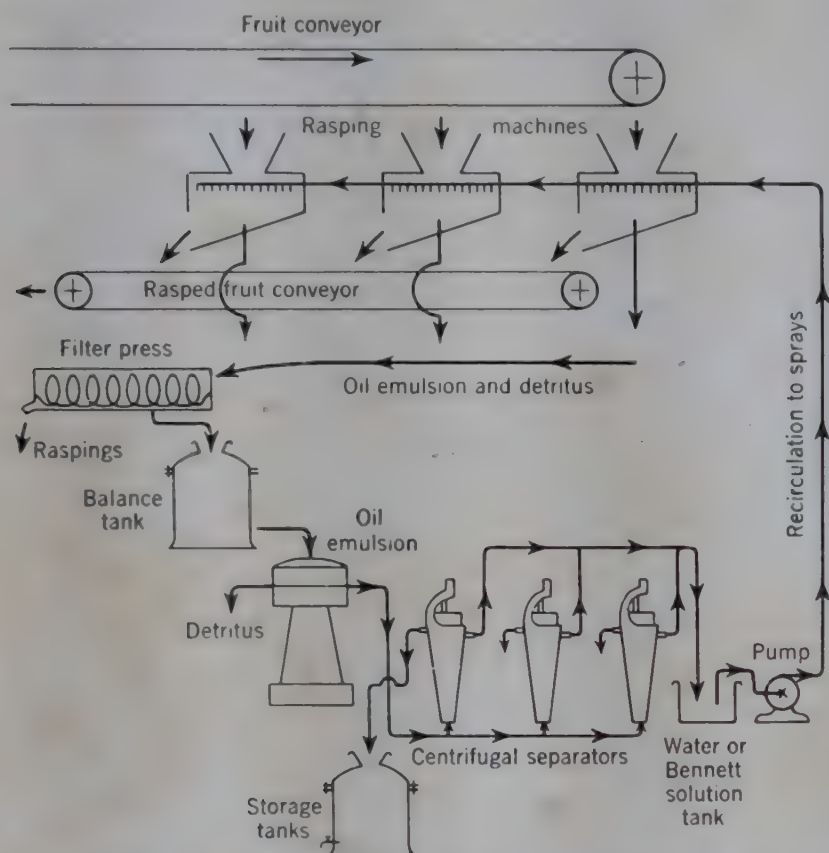 Fruit conveyor
Rasping machines
Rasped fruit conveyor
Filter press
Oil emulsion and detritus
Raspings
Balance
tank
Oil
emulsion
Detritus
Recirculation to sprays
Pump
Centrifugal separators
Water or
Bennett
solution
tank
Storage
tanks